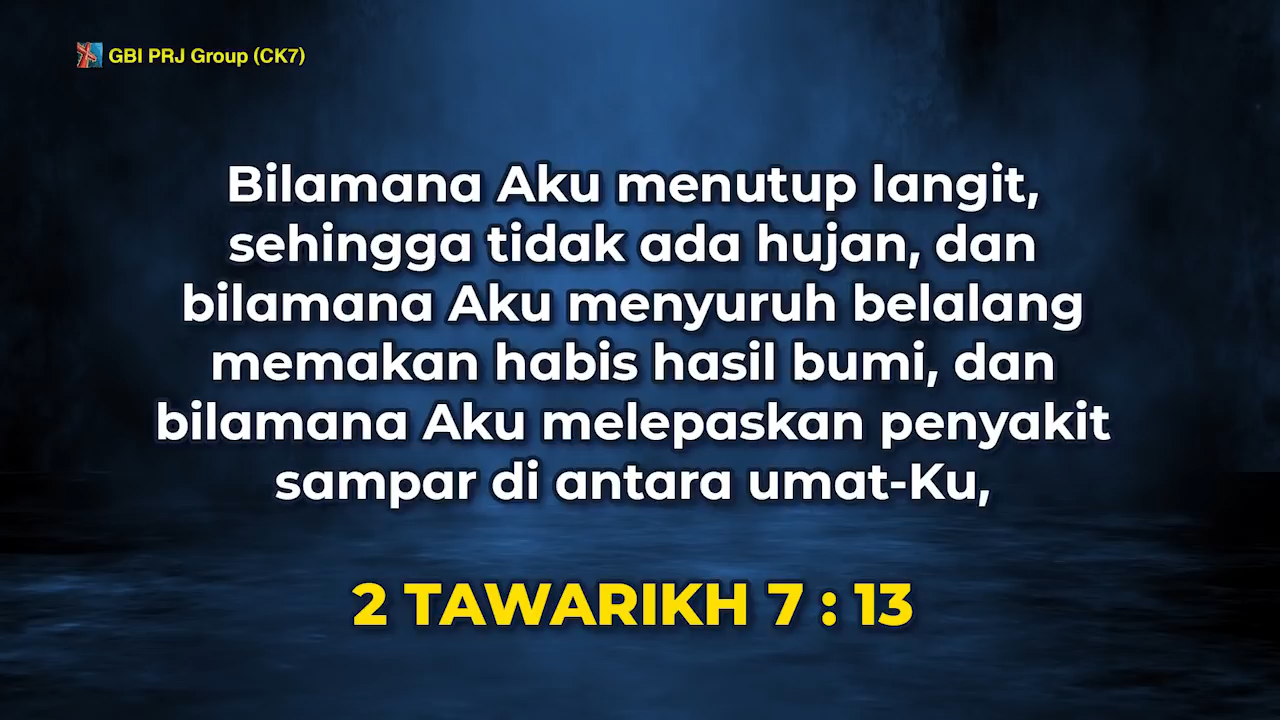 GBI PRJ Group (CK7)
Bilamana Aku menutup langit,
sehingga tidak ada hujan, dan
bilamana Aku menyuruh belalang
memakan habis hasil bumi, dan
bilamana Aku melepaskan penyakit
sampar di antara umat-Ku,
2 TAWARIKH 7 : 13